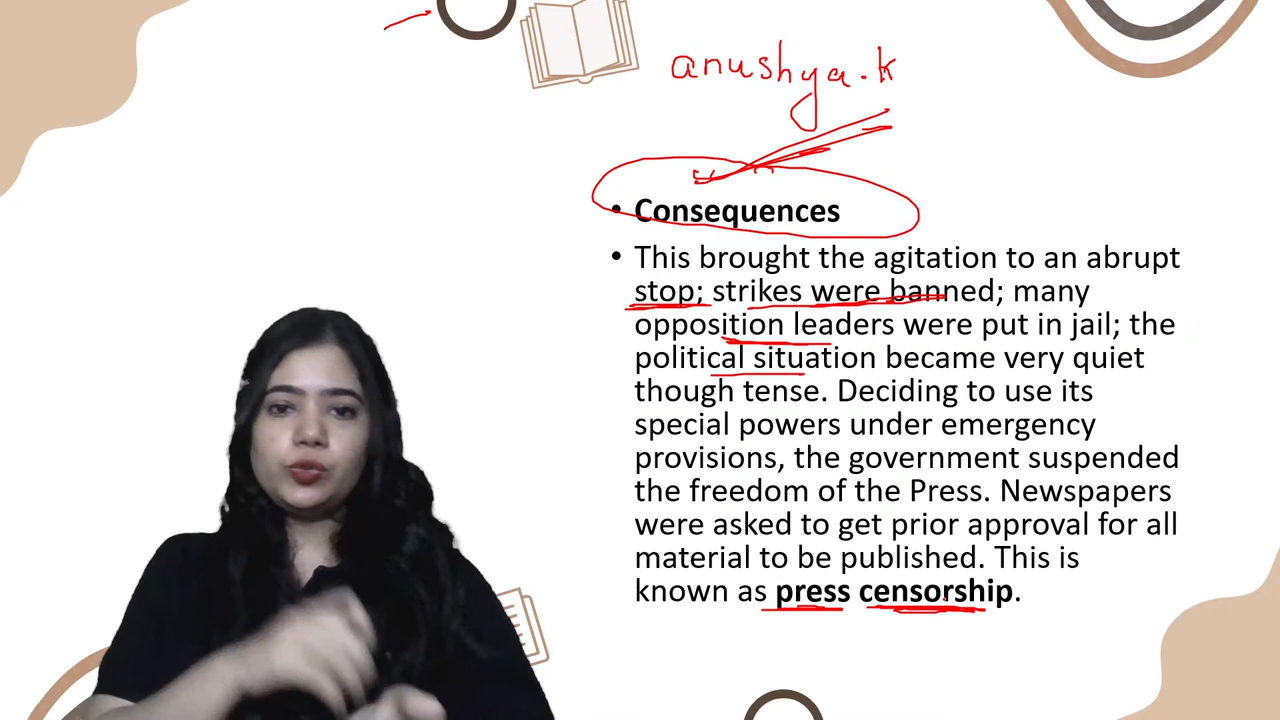 anushya.k
• Consequences
• This brought the agitation to an abrupt
stop; strikes were banned; many
opposition leaders were put in jail; the
political situation became very quiet
though tense. Deciding to use its
special powers under emergency
provisions, the government suspended
the freedom of the Press. Newspapers
were asked to get prior approval for all
material to be published. This is
known as press censorship.